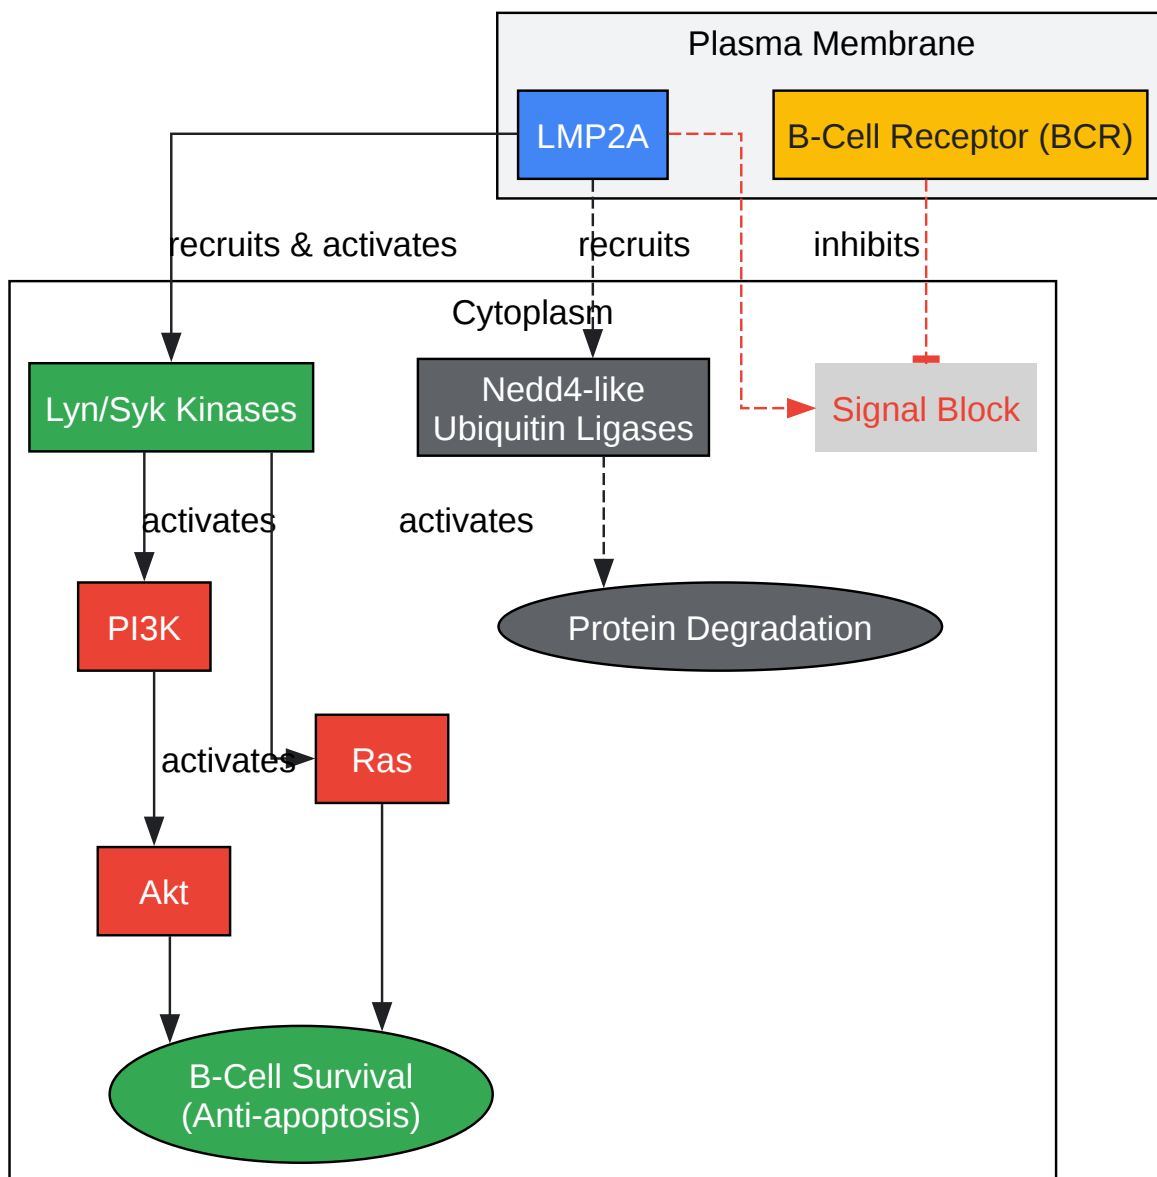 Plasma Membrane
LMP2A
B-Cell Receptor (BCR)
recruits & activates
recruits
inhibits
Cytoplasm
Lyn/Syk Kinases
Nedd4-like
Ubiquitin Ligases
Signal Block
activates
activates
PI3K
Protein Degradation
activates
Ras
Akt
B-Cell Survival
(Anti-apoptosis)